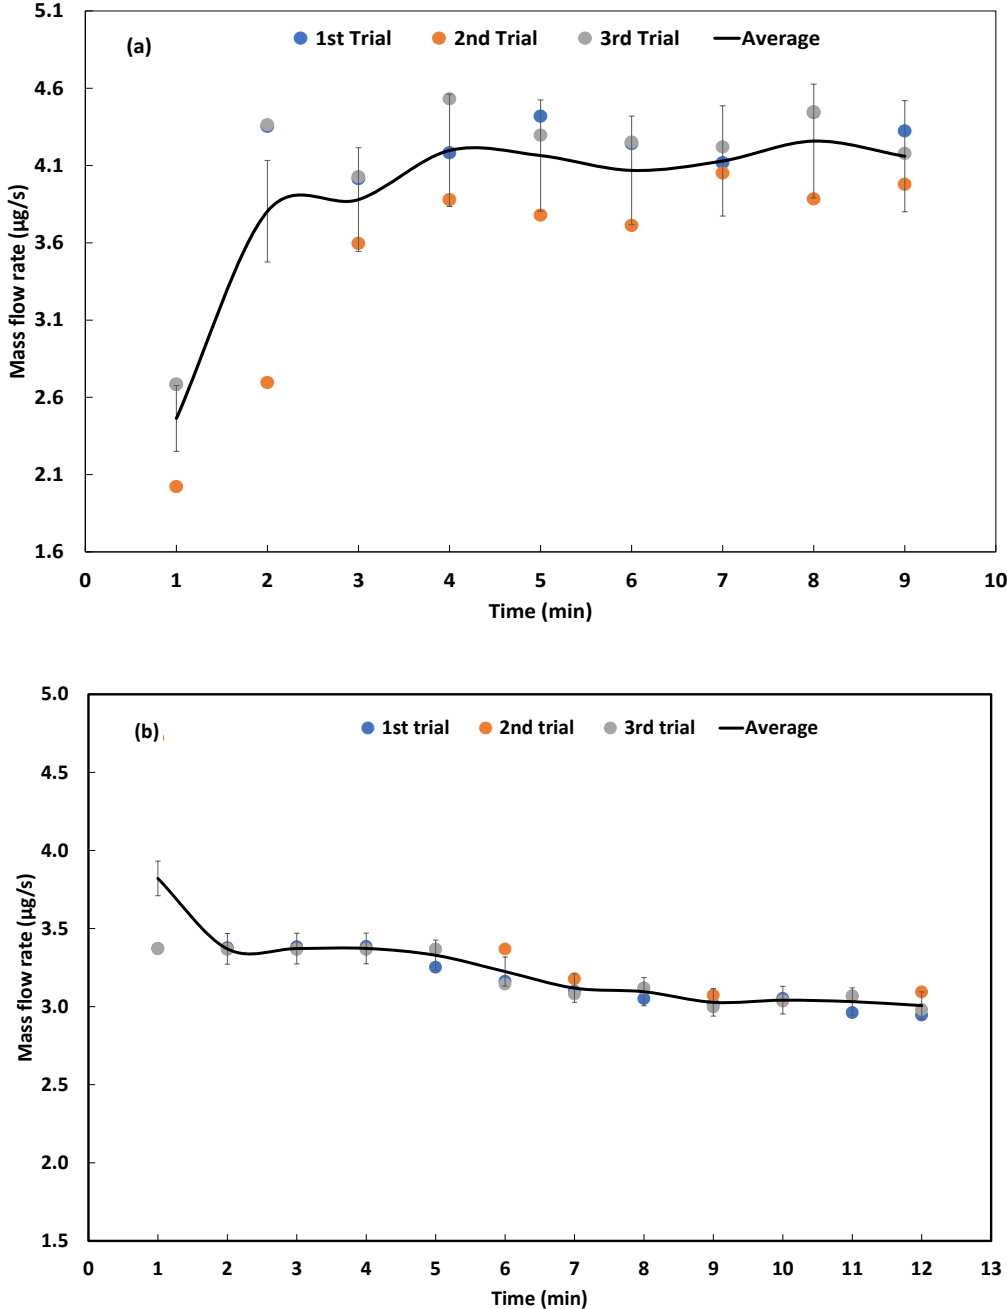 (a)
1st Trial 2nd Trial 3rd Trial Average
Mass flow rate (µg/s)
5.1
4.6
4.1
3.6
3.1
2.6
2.1
1.6
0 1 2 3 4 5 6 7 8 9 10
Time (min)
(b)
1st trial 2nd trial 3rd trial Average
Mass flow rate (µg/s)
5.0
4.5
4.0
3.5
3.0
2.5
2.0
1.5
0 1 2 3 4 5 6 7 8 9 10 11 12 13
Time (min)